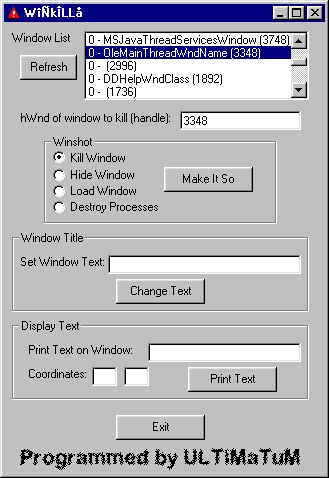 WiÑkÎLLå
Window List
0 - MSJavaThreadServicesWindow (3748)
0 - OleMainThreadWndName (3348)
0 -  (2996)
0 - DDHelpWndClass (1892)
0 -  (1736)
Refresh
hWnd of window to kill (handle): 3348
Winshot
Kill Window
Hide Window
Load Window
Destroy Processes
Make It So
Window Title
Set Window Text:
Change Text
Display Text
Print Text on Window:
Coordinates:
Print Text
Exit
Programmed by ULTiMaTuM